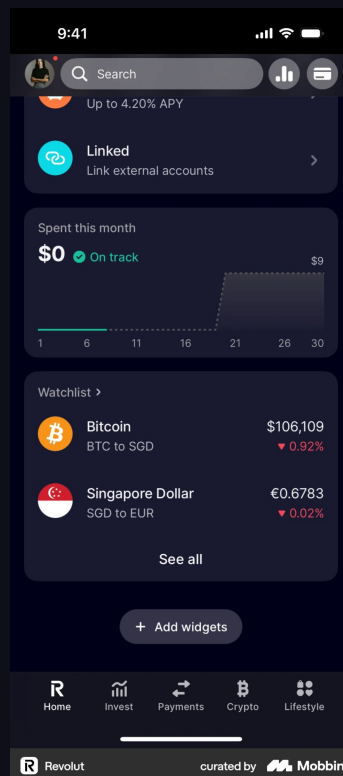 9:41
Search
Up to 4.20% APY
Linked
Link external accounts
Spent this month
$0 On track
$9
1 6 11 16 21 26 30
Watchlist >
Bitcoin $106,109
BTC to SGD ▼ 0.92%
Singapore Dollar €0.6783
SGD to EUR ▼ 0.02%
See all
+ Add widgets
Home Invest Payments Crypto Lifestyle
R Revolut curated by Mobbin